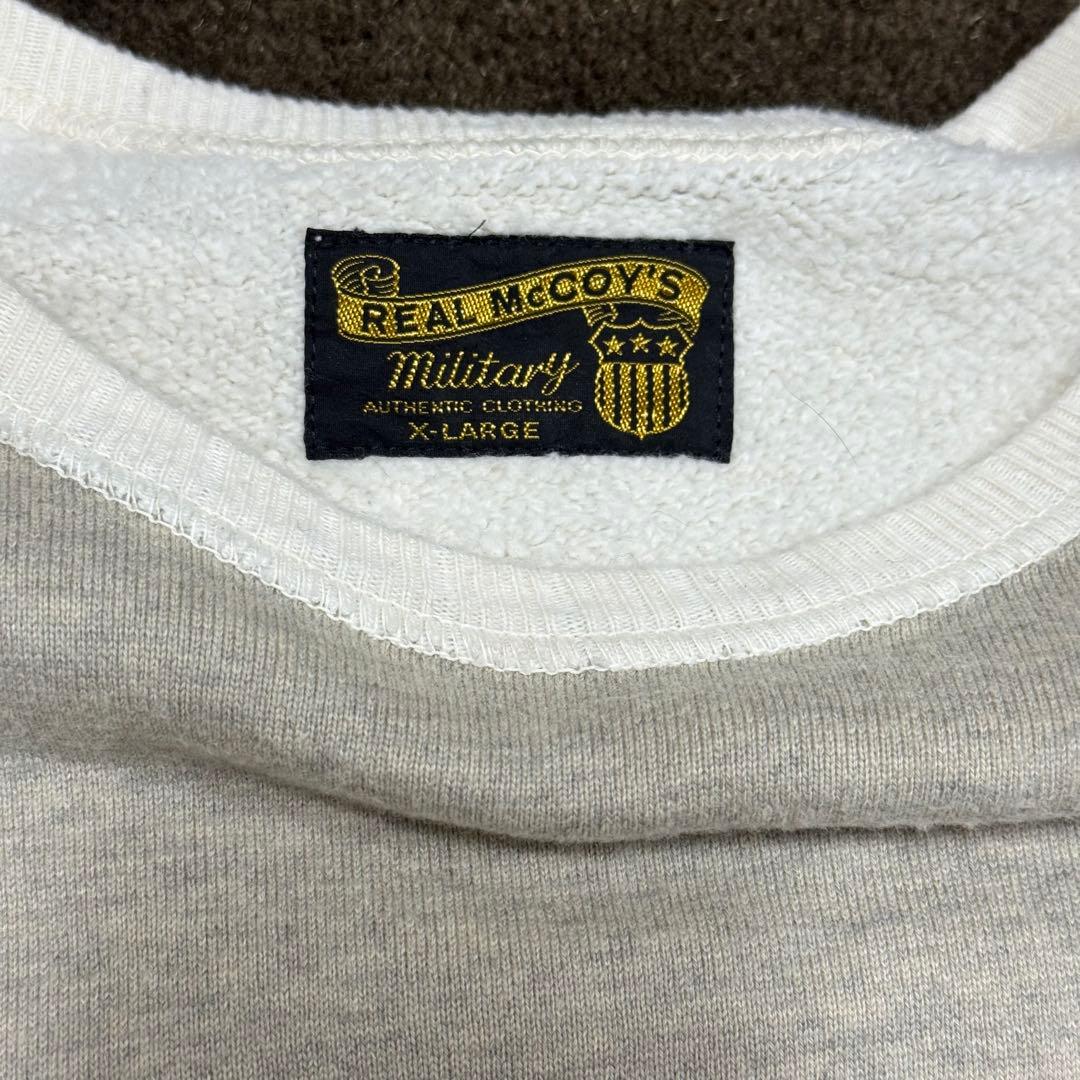 REAL McCOY'S
Military
AUTHENTIC CLOTHING
X-LARGE